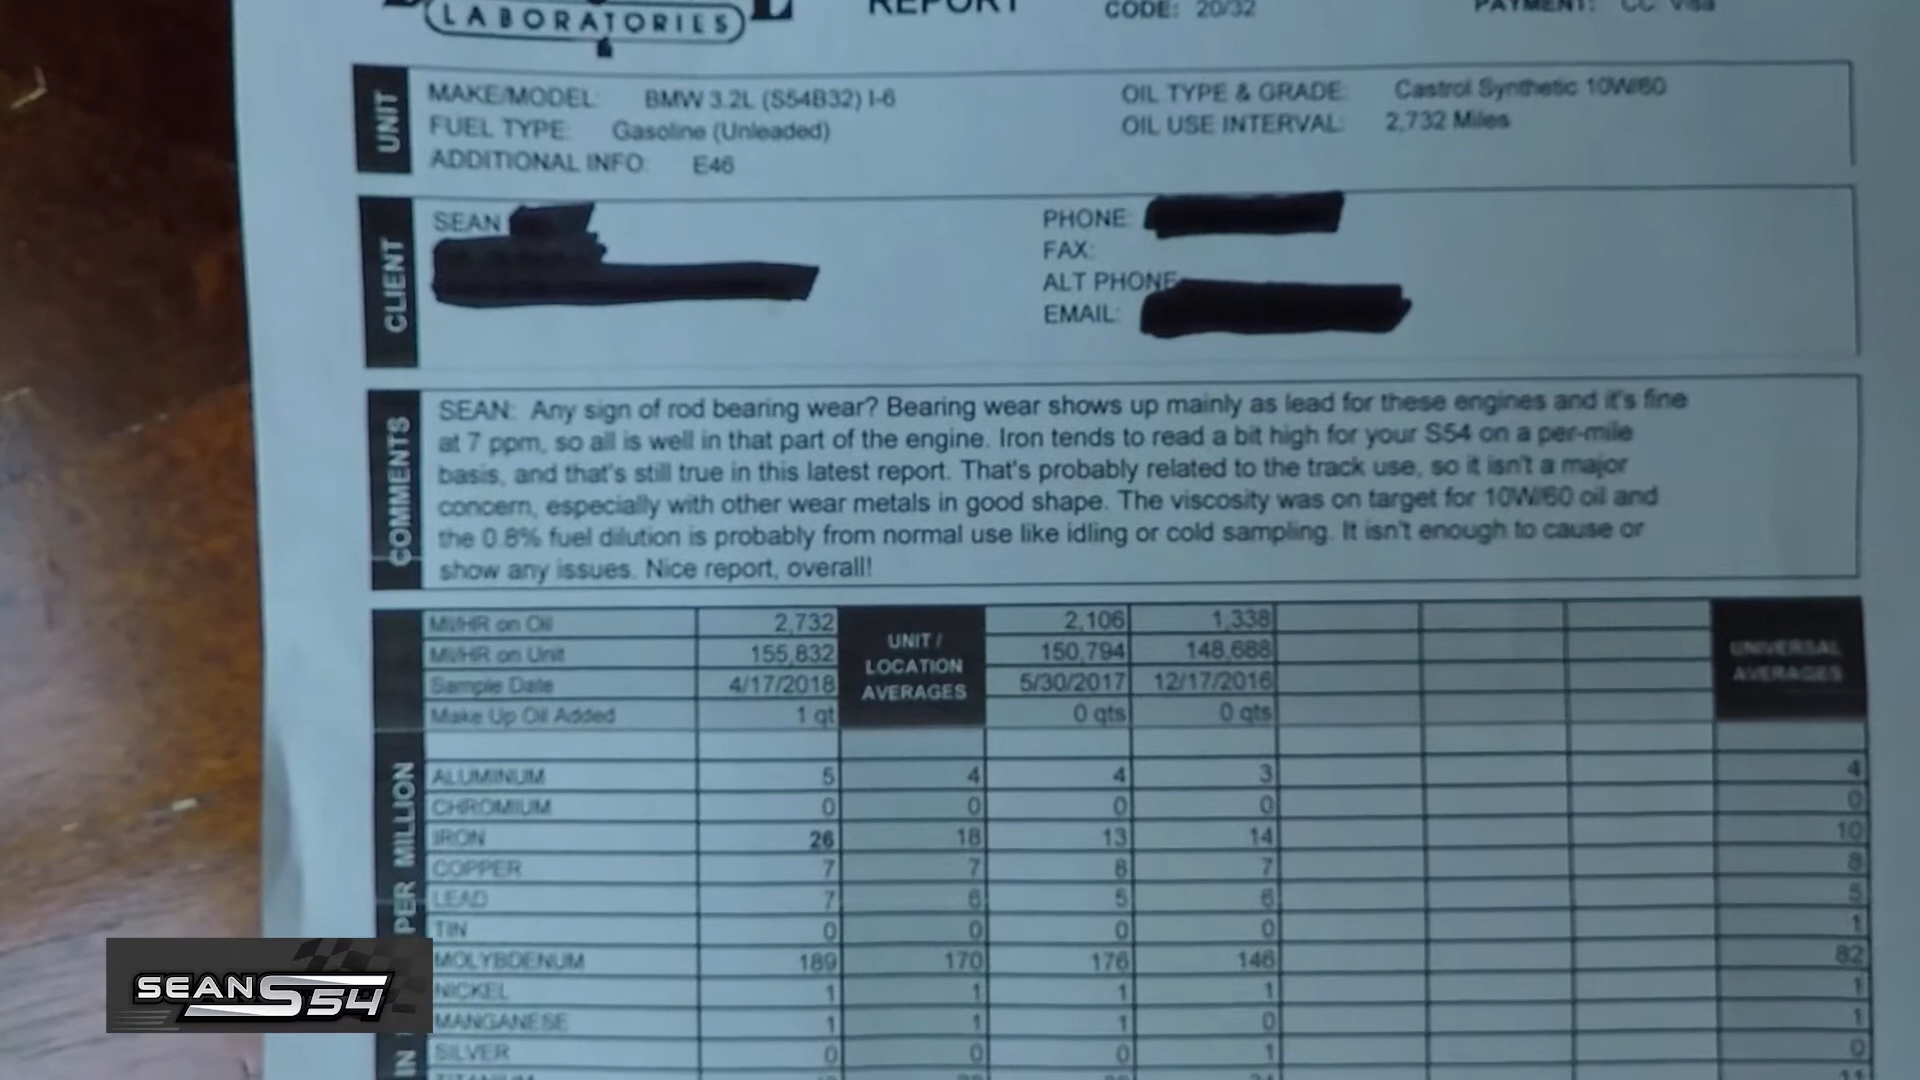 LABORATORIES
REPORT
CODE: 20/32
PAYMENT: CC: Visa
UNIT
MAKE/MODEL: BMW 3.2L (S54B32) I-6
FUEL TYPE: Gasoline (Unleaded)
ADDITIONAL INFO: E46
OIL TYPE & GRADE: Castrol Synthetic 10W/60
OIL USE INTERVAL: 2,732 Miles
CLIENT
SEAN
PHONE:
FAX:
ALT PHONE
EMAIL:
COMMENTS
SEAN: Any sign of rod bearing wear? Bearing wear shows up mainly as lead for these engines and it's fine
at 7 ppm, so all is well in that part of the engine. Iron tends to read a bit high for your S54 on a per-mile
basis, and that's still true in this latest report. That's probably related to the track use, so it isn't a major
concern, especially with other wear metals in good shape. The viscosity was on target for 10W/60 oil and
the 0.8% fuel dilution is probably from normal use like idling or cold sampling. It isn't enough to cause or
show any issues. Nice report, overall!
MI/HR on Oil 2,732 2,106 1,338
MI/HR on Unit 155,832 150,794 148,688
Sample Date 4/17/2018 5/30/2017 12/17/2016
Make Up Oil Added 1 qt 0 qts 0 qts
UNIT /
LOCATION
AVERAGES
UNIVERSAL
AVERAGES
IN PER MILLION
ALUMINUM 5 4 4 3 4
CHROMIUM 0 0 0 0 0
IRON 26 18 13 14 10
COPPER 7 7 8 7 8
LEAD 7 6 5 6 5
TIN 0 0 0 0 1
MOLYBDENUM 189 170 176 146 82
NICKEL 1 1 1 1 1
MANGANESE 1 1 1 0 1
SILVER 0 0 0 1 0
TITANIUM
SEANS54